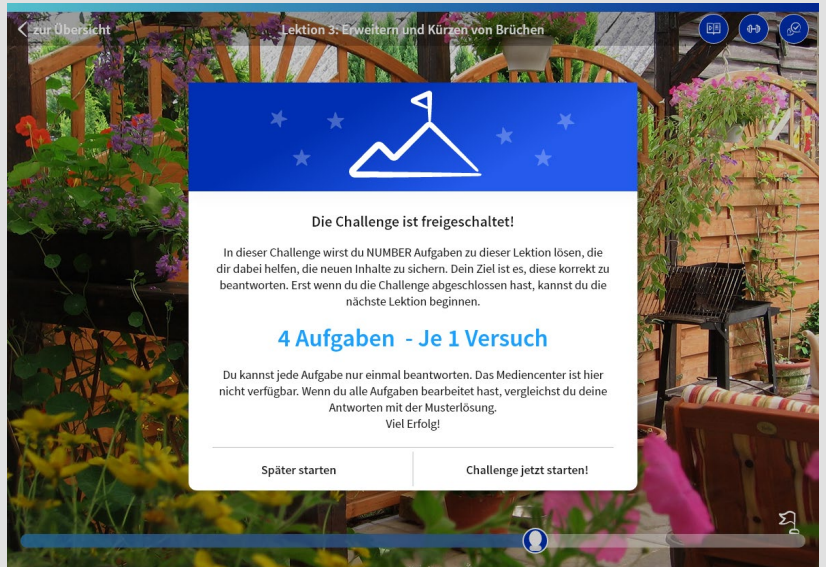 zur Übersicht
Lektion 3: Erweitern und Kürzen von Brüchen
Die Challenge ist freigeschaltet!
In dieser Challenge wirst du NUMBER Aufgaben zu dieser Lektion lösen, die
dir dabei helfen, die neuen Inhalte zu sichern. Dein Ziel ist es, diese korrekt zu
beantworten. Erst wenn du die Challenge abgeschlossen hast, kannst du die
nächste Lektion beginnen.
4 Aufgaben - Je 1 Versuch
Du kannst jede Aufgabe nur einmal beantworten. Das Mediencenter ist hier
nicht verfügbar. Wenn du alle Aufgaben bearbeitet hast, vergleichst du deine
Antworten mit der Musterlösung.
Viel Erfolg!
Später starten
Challenge jetzt starten!